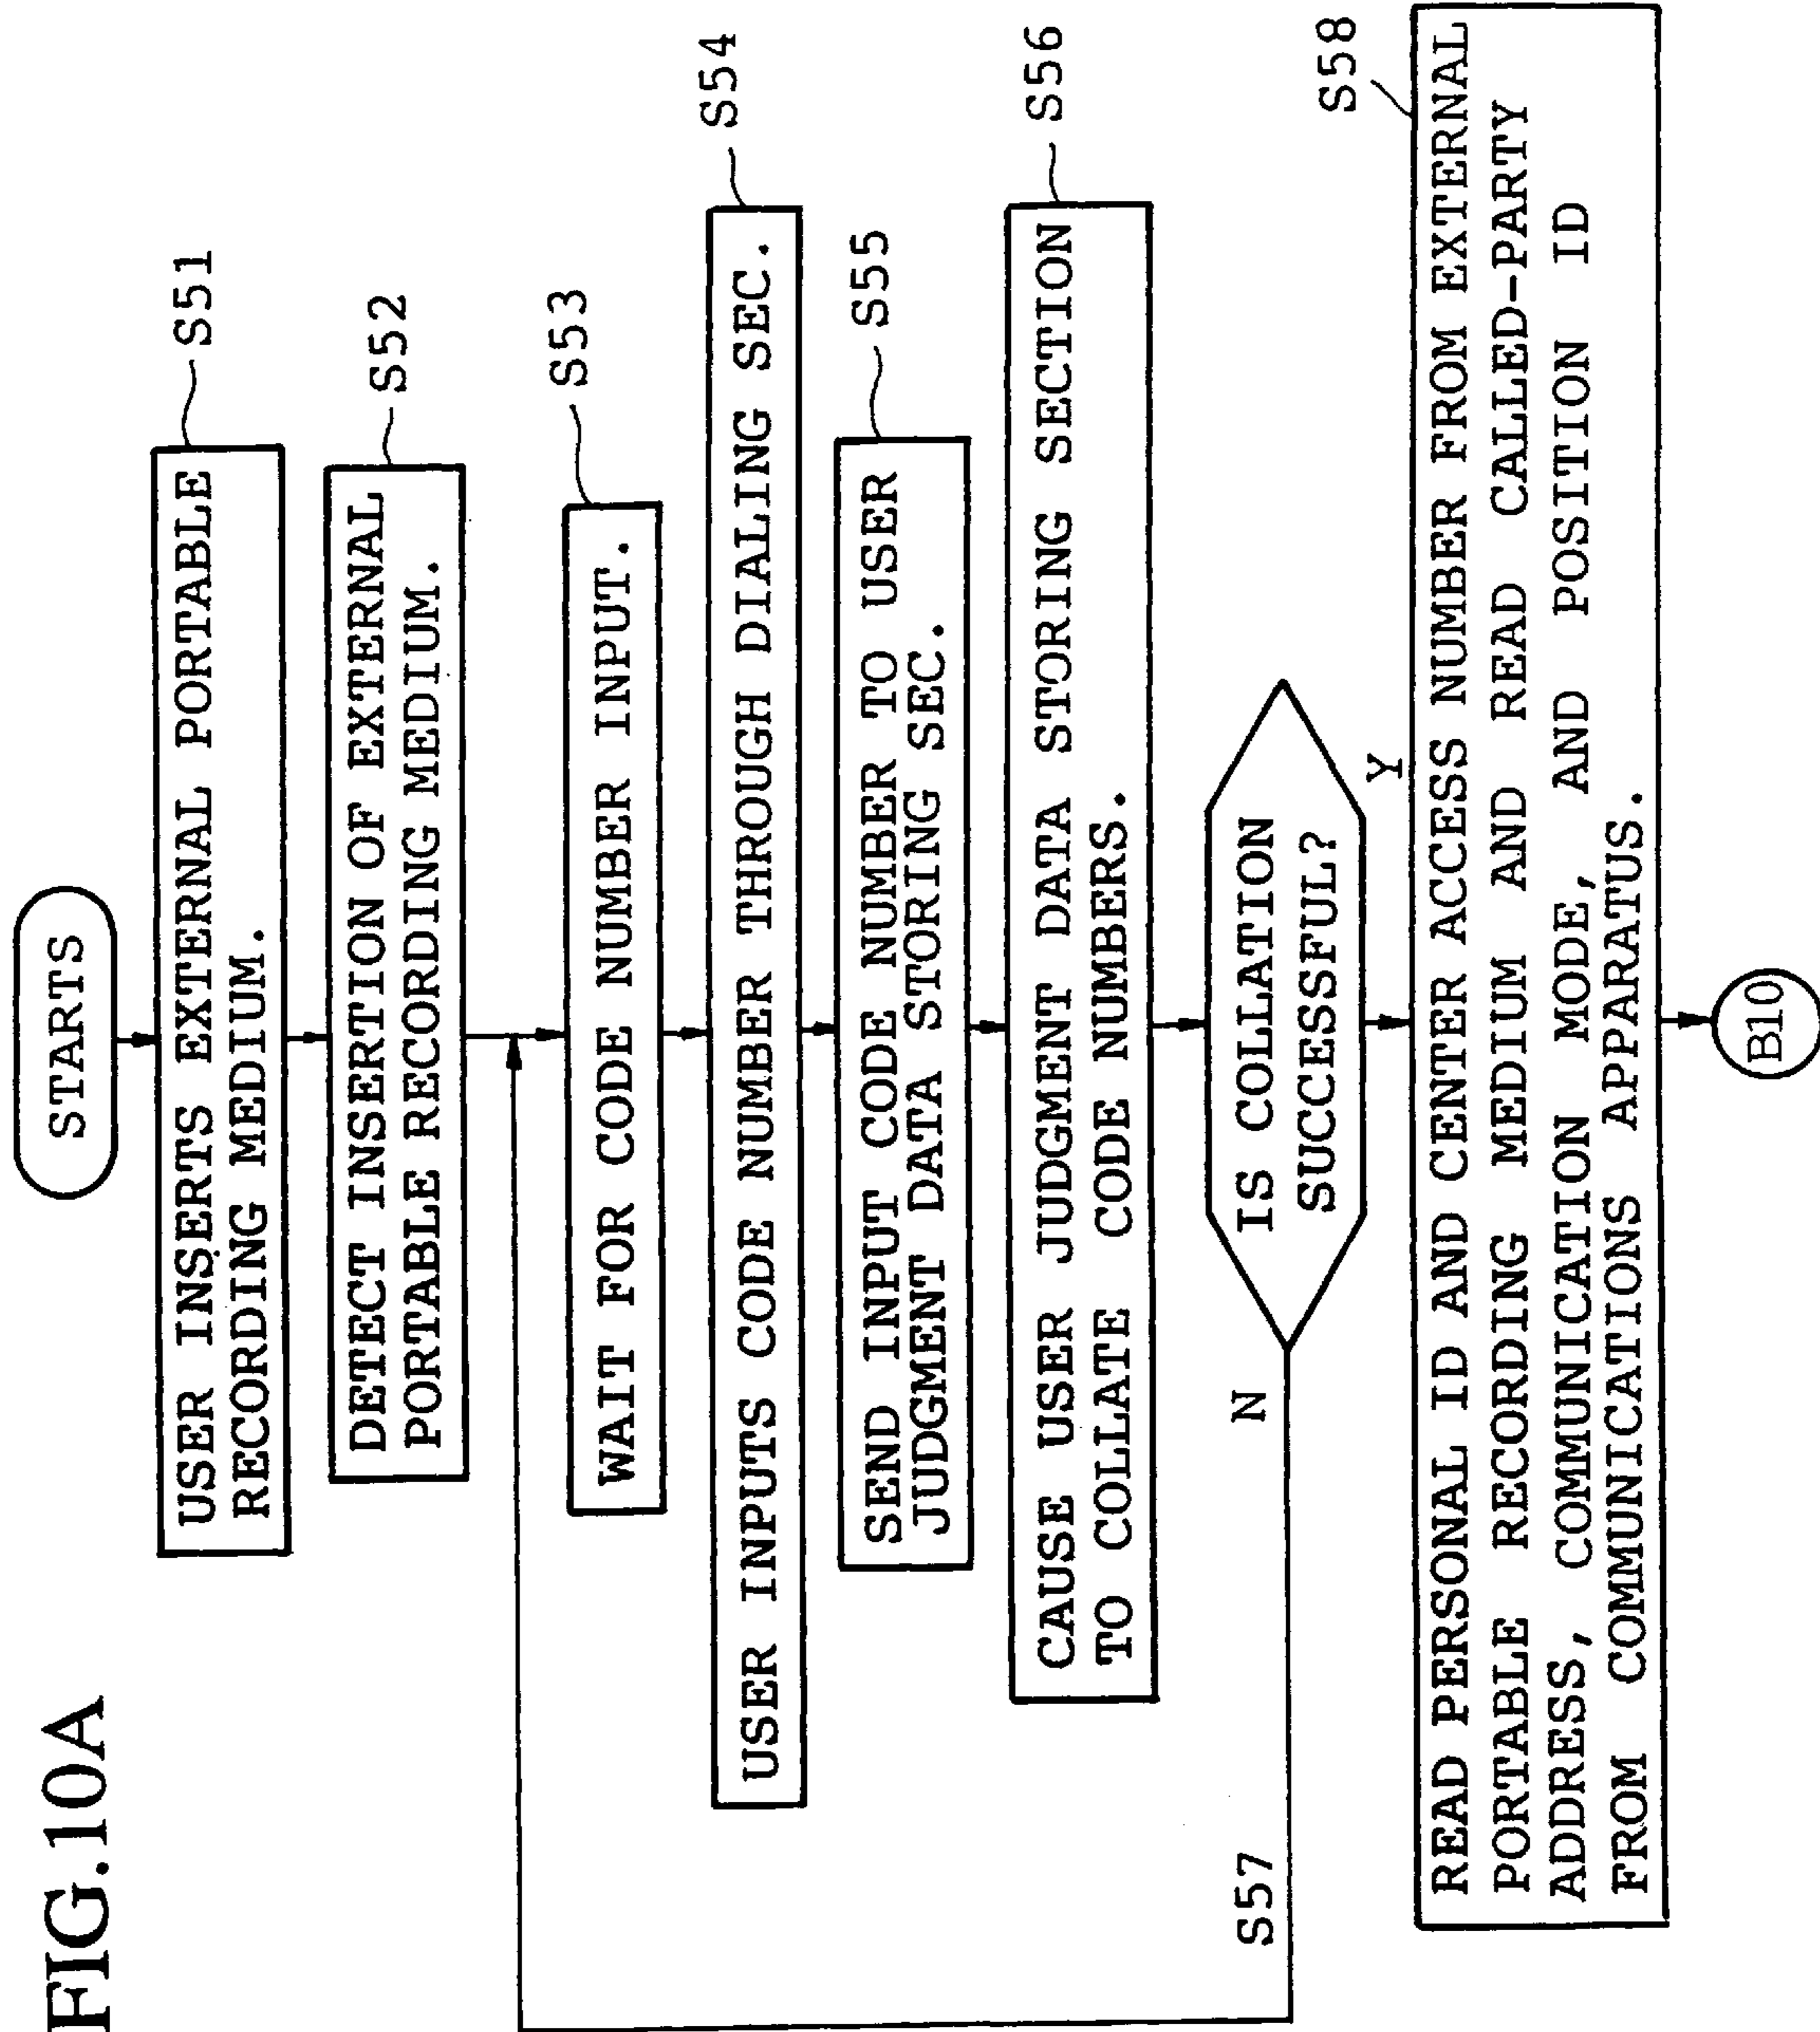 FIG.10A
STARTS
S51
USER INSERTS EXTERNAL PORTABLE
RECORDING MEDIUM.
S52
DETECT INSERTION OF EXTERNAL
PORTABLE RECORDING MEDIUM.
S53
WAIT FOR CODE NUMBER INPUT.
S54
USER INPUTS CODE NUMBER THROUGH DIALING SEC.
S55
SEND INPUT CODE NUMBER TO USER
JUDGMENT DATA STORING SEC.
S56
CAUSE USER JUDGMENT DATA STORING SECTION
TO COLLATE CODE NUMBERS.
S57
N
IS COLLATION
SUCCESSFUL?
Y
S58
READ PERSONAL ID AND CENTER ACCESS NUMBER FROM EXTERNAL
PORTABLE RECORDING MEDIUM AND READ CALLED-PARTY
ADDRESS, COMMUNICATION MODE, AND POSITION ID
FROM COMMUNICATIONS APPARATUS.
B10